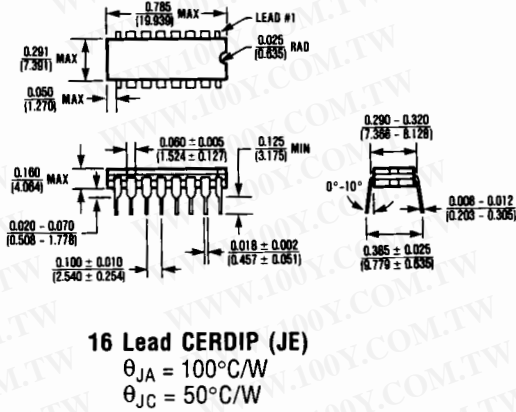 0.785
(19.939) MAX
LEAD #1
0.291
(7.391) MAX
0.025
(0.635) RAD
0.050
(1.270) MAX
0.060 ± 0.005
(1.524 ± 0.127)
0.125
(3.175) MIN
0.290 - 0.320
(7.366 - 8.128)
0.160
(4.064) MAX
0°-10°
0.008 - 0.012
(0.203 - 0.305)
0.020 - 0.070
(0.508 - 1.778)
0.018 ± 0.002
(0.457 ± 0.051)
0.100 ± 0.010
(2.540 ± 0.254)
0.385 ± 0.025
(9.779 ± 0.635)
16 Lead CERDIP (JE)
θJA = 100°C/W
θJC = 50°C/W
WWW.100Y.COM.TW